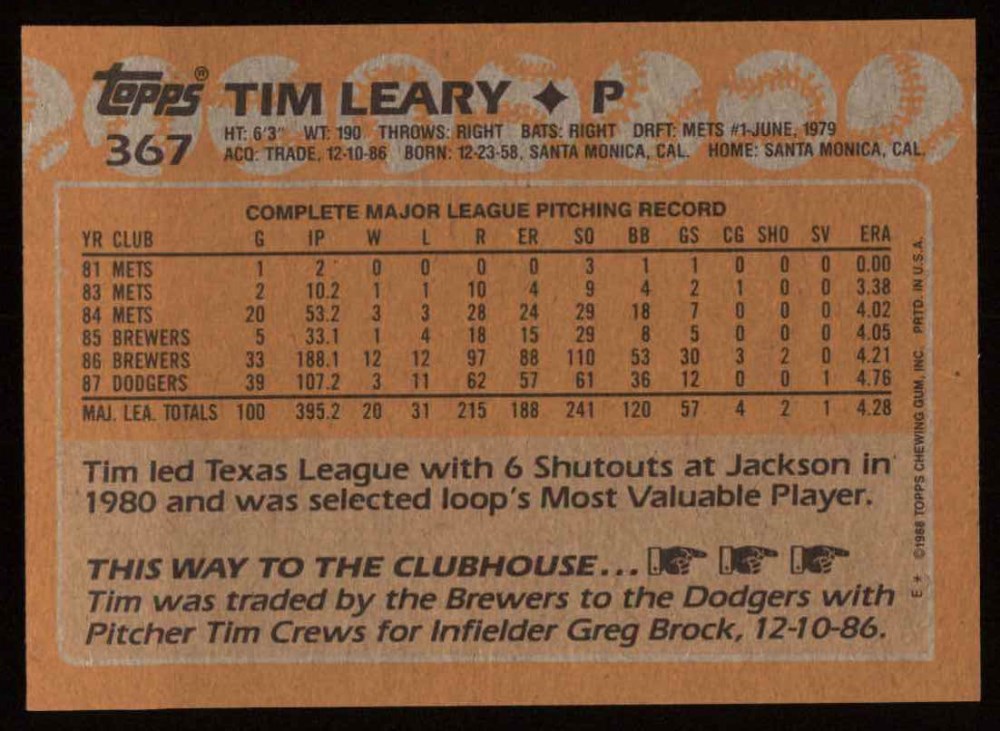 Topps® TIM LEARY ✦ P
367
HT: 6'3" WT: 190 THROWS: RIGHT BATS: RIGHT DRFT: METS #1-JUNE, 1979
ACQ: TRADE, 12-10-86 BORN: 12-23-58, SANTA MONICA, CAL. HOME: SANTA MONICA, CAL.
COMPLETE MAJOR LEAGUE PITCHING RECORD
YR CLUB G IP W L R ER SO BB GS CG SHO SV ERA
81 METS 1 2 0 0 0 0 3 1 1 0 0 0 0.00
83 METS 2 10.2 1 1 10 4 9 4 2 1 0 0 3.38
84 METS 20 53.2 3 3 28 24 29 18 7 0 0 0 4.02
85 BREWERS 5 33.1 1 4 18 15 29 8 5 0 0 0 4.05
86 BREWERS 33 188.1 12 12 97 88 110 53 30 3 2 0 4.21
87 DODGERS 39 107.2 3 11 62 57 61 36 12 0 0 1 4.76
MAJ. LEA. TOTALS 100 395.2 20 31 215 188 241 120 57 4 2 1 4.28
Tim led Texas League with 6 Shutouts at Jackson in
1980 and was selected loop's Most Valuable Player.
THIS WAY TO THE CLUBHOUSE...
Tim was traded by the Brewers to the Dodgers with
Pitcher Tim Crews for Infielder Greg Brock, 12-10-86.
E * ©1988 TOPPS CHEWING GUM, INC. PRTD. IN U.S.A.